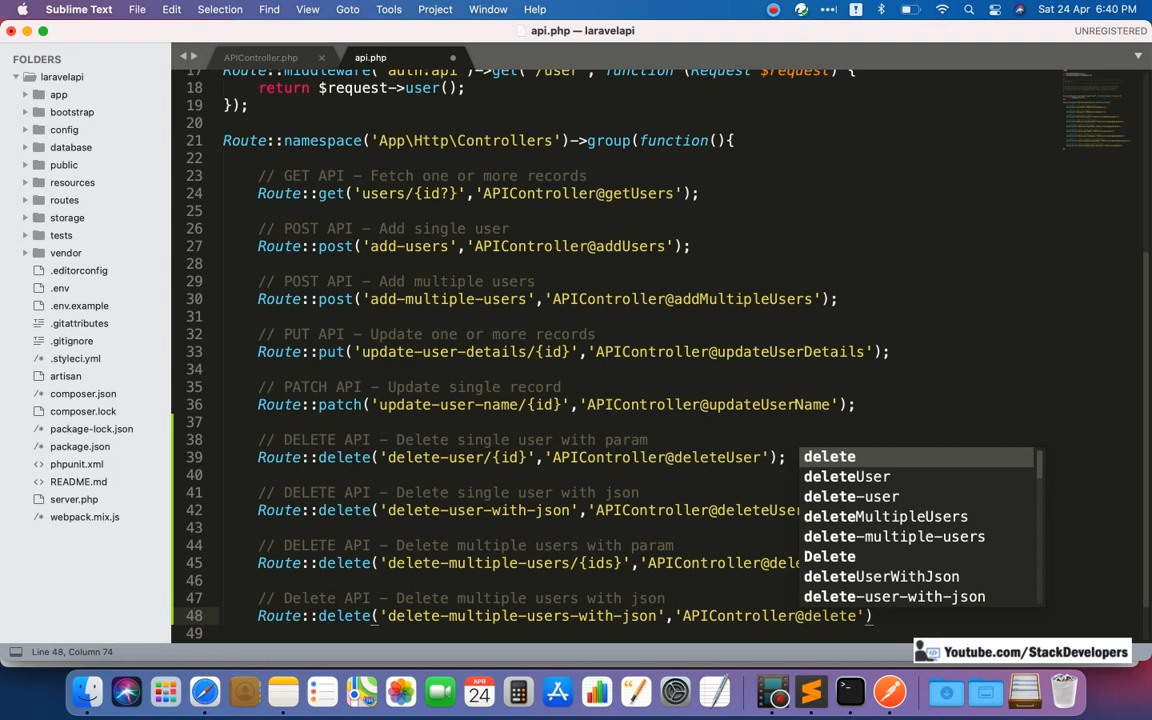 Sublime Text File Edit Selection Find View Goto Tools Project Window Help Sat 24 Apr 6:40 PM
api.php — laravelapi UNREGISTERED
FOLDERS
laravelapi
app
bootstrap
config
database
public
resources
routes
storage
tests
vendor
.editorconfig
.env
.env.example
.gitattributes
.gitignore
.styleci.yml
artisan
composer.json
composer.lock
package-lock.json
package.json
phpunit.xml
README.md
server.php
webpack.mix.js
APIController.php api.php
17 Route::middleware('auth:api')->get('/user', function (Request $request) {
18 return $request->user();
19 });
20
21 Route::namespace('App\Http\Controllers')->group(function(){
22
23 // GET API – Fetch one or more records
24 Route::get('users/{id?}','APIController@getUsers');
25
26 // POST API – Add single user
27 Route::post('add-users','APIController@addUsers');
28
29 // POST API – Add multiple users
30 Route::post('add-multiple-users','APIController@addMultipleUsers');
31
32 // PUT API – Update one or more records
33 Route::put('update-user-details/{id}','APIController@updateUserDetails');
34
35 // PATCH API – Update single record
36 Route::patch('update-user-name/{id}','APIController@updateUserName');
37
38 // DELETE API – Delete single user with param
39 Route::delete('delete-user/{id}','APIController@deleteUser');
40
41 // DELETE API – Delete single user with json
42 Route::delete('delete-user-with-json','APIController@deleteUse
43
44 // DELETE API – Delete multiple users with param
45 Route::delete('delete-multiple-users/{ids}','APIController@dele
46
47 // Delete API – Delete multiple users with json
48 Route::delete('delete-multiple-users-with-json','APIController@delete')
49
delete
deleteUser
delete-user
deleteMultipleUsers
delete-multiple-users
Delete
deleteUserWithJson
delete-user-with-json
Line 48, Column 74
Youtube.com/StackDevelopers
APR
24